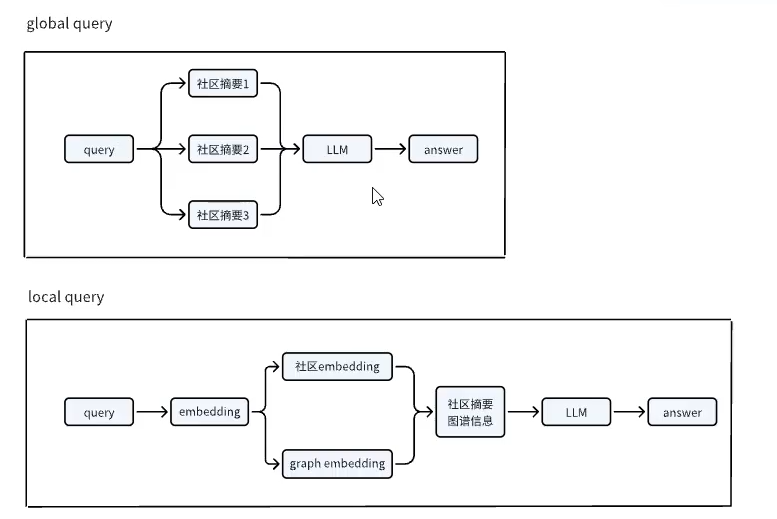 global query
社区摘要1
query
社区摘要2
LLM
answer
社区摘要3
local query
社区embedding
query
embedding
社区摘要
图谱信息
LLM
answer
graph embedding